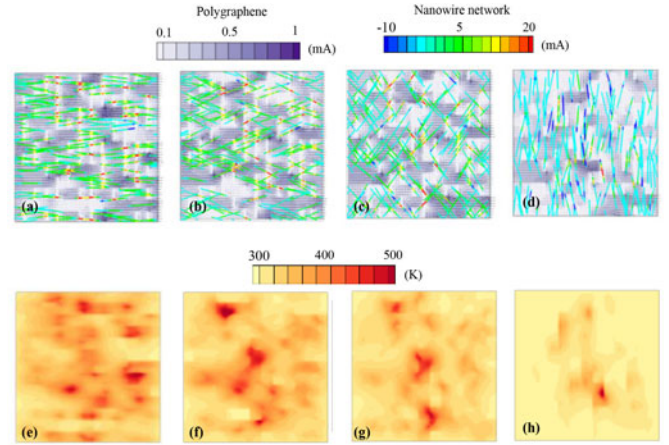 Polygraphene Nanowire network
0.1 0.5 1 (mA) -10 5 20 (mA)
(a) (b) (c) (d)
300 400 500 (K)
(e) (f) (g) (h)